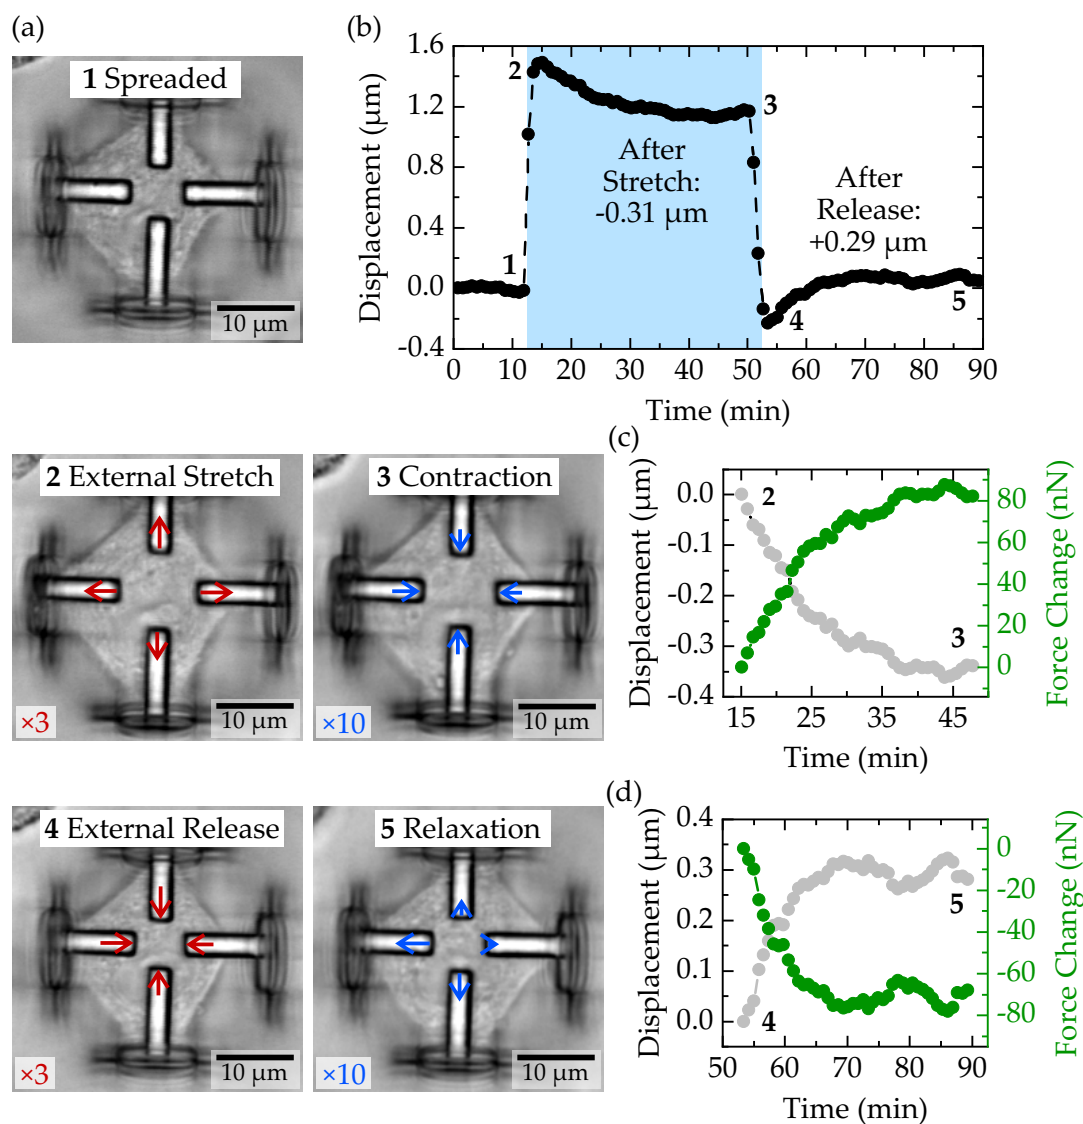 (a)
1 Spreaded
10 µm
(b)
1.6
1.2
0.8
0.4
0.0
-0.4
Displacement (µm)
1
2
3
4
5
After
Stretch:
-0.31 µm
After
Release:
+0.29 µm
0 10 20 30 40 50 60 70 80 90
Time (min)
2 External Stretch
×3
10 µm
3 Contraction
×10
10 µm
(c)
0.0
-0.1
-0.2
-0.3
-0.4
Displacement (µm)
2
3
80
60
40
20
0
Force Change (nN)
15 25 35 45
Time (min)
4 External Release
×3
10 µm
5 Relaxation
×10
10 µm
(d)
0.4
0.3
0.2
0.1
0.0
Displacement (µm)
4
5
0
-20
-40
-60
-80
Force Change (nN)
50 60 70 80 90
Time (min)